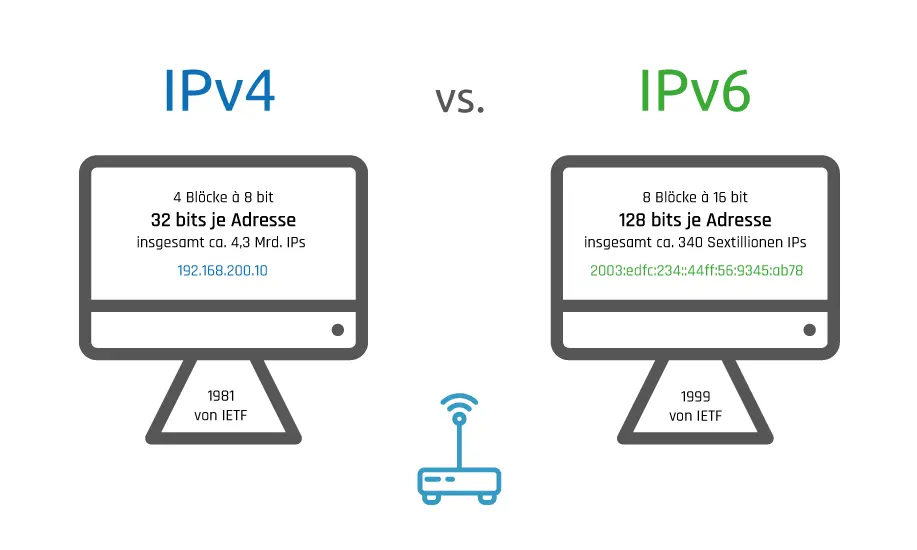 IPv4
vs.
IPv6
4 Blöcke à 8 bit
32 bits je Adresse
insgesamt ca. 4,3 Mrd. IPs
192.168.200.10
8 Blöcke à 16 bit
128 bits je Adresse
insgesamt ca. 340 Sextillionen IPs
2003:edfc:234::44ff:56:9345:ab78
1981
von IETF
1999
von IETF